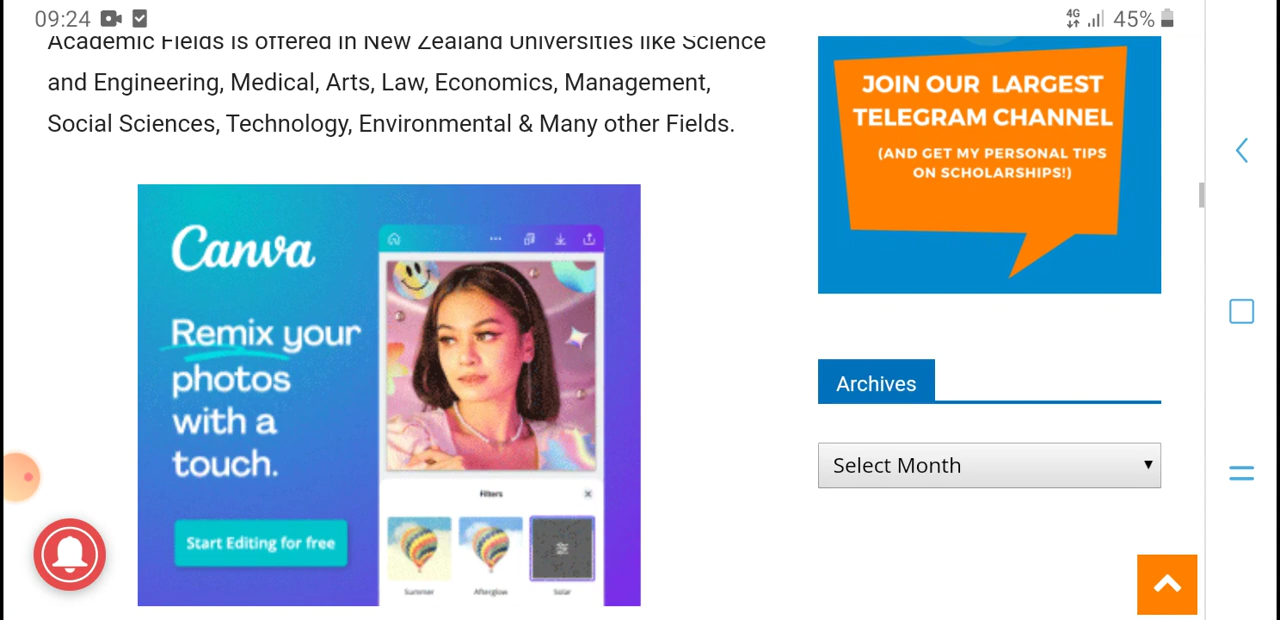 09:24
4G 45%
Academic Fields is offered in New Zealand Universities like Science
and Engineering, Medical, Arts, Law, Economics, Management,
Social Sciences, Technology, Environmental & Many other Fields.
Canva
Remix your
photos
with a
touch.
Start Editing for free
Filters
Summer Afterglow Solar
JOIN OUR LARGEST
TELEGRAM CHANNEL
(AND GET MY PERSONAL TIPS
ON SCHOLARSHIPS!)
Archives
Select Month